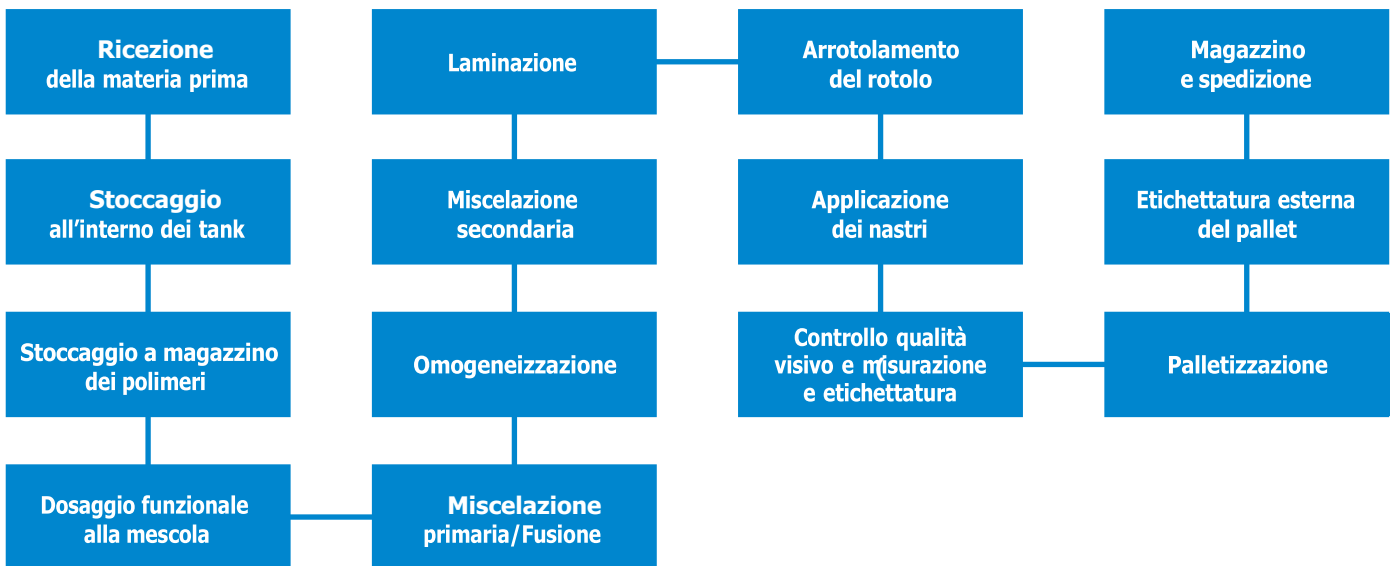 Ricezione
della materia prima
Stoccaggio
all'interno dei tank
Stoccaggio a magazzino
dei polimeri
Dosaggio funzionale
alla mescola
Miscelazione
primaria/Fusione
Omogeneizzazione
Miscelazione
secondaria
Laminazione
Arrotolamento
del rotolo
Applicazione
dei nastri
Controllo qualità
visivo e misurazione
e etichettatura
Palletizzazione
Etichettatura esterna
del pallet
Magazzino
e spedizione